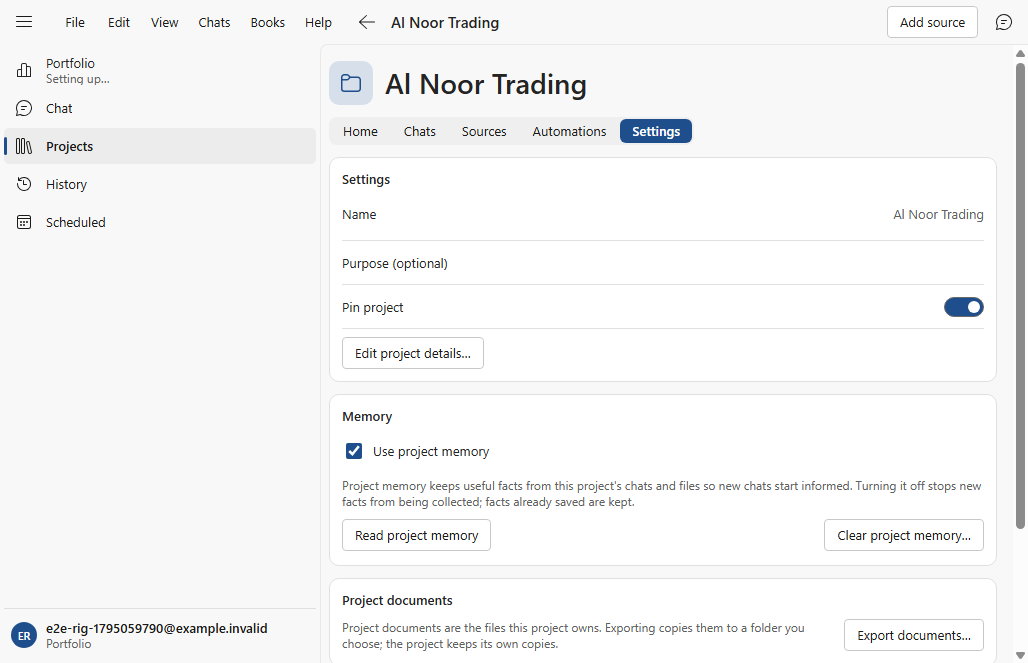 File Edit View Chats Books Help Al Noor Trading Add source
Portfolio
Setting up...
Chat
Projects
History
Scheduled
Al Noor Trading
Home Chats Sources Automations Settings
Settings
Name Al Noor Trading
Purpose (optional)
Pin project
Edit project details...
Memory
Use project memory
Project memory keeps useful facts from this project's chats and files so new chats start informed. Turning it off stops new
facts from being collected; facts already saved are kept.
Read project memory Clear project memory...
Project documents
Project documents are the files this project owns. Exporting copies them to a folder you
choose; the project keeps its own copies.
Export documents...
ER
e2e-rig-1795059790@example.invalid
Portfolio